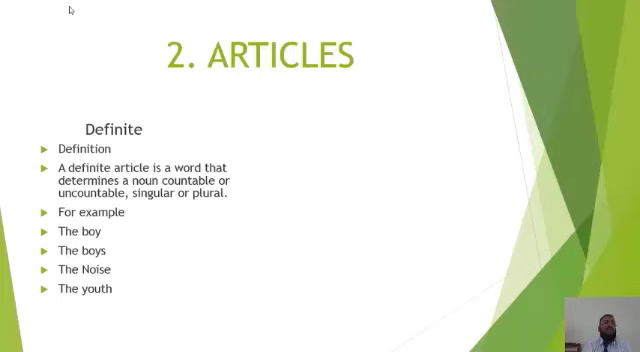 2. ARTICLES
Definite
Definition
A definite article is a word that
determines a noun countable or
uncountable, singular or plural.
For example
The boy
The boys
The Noise
The youth